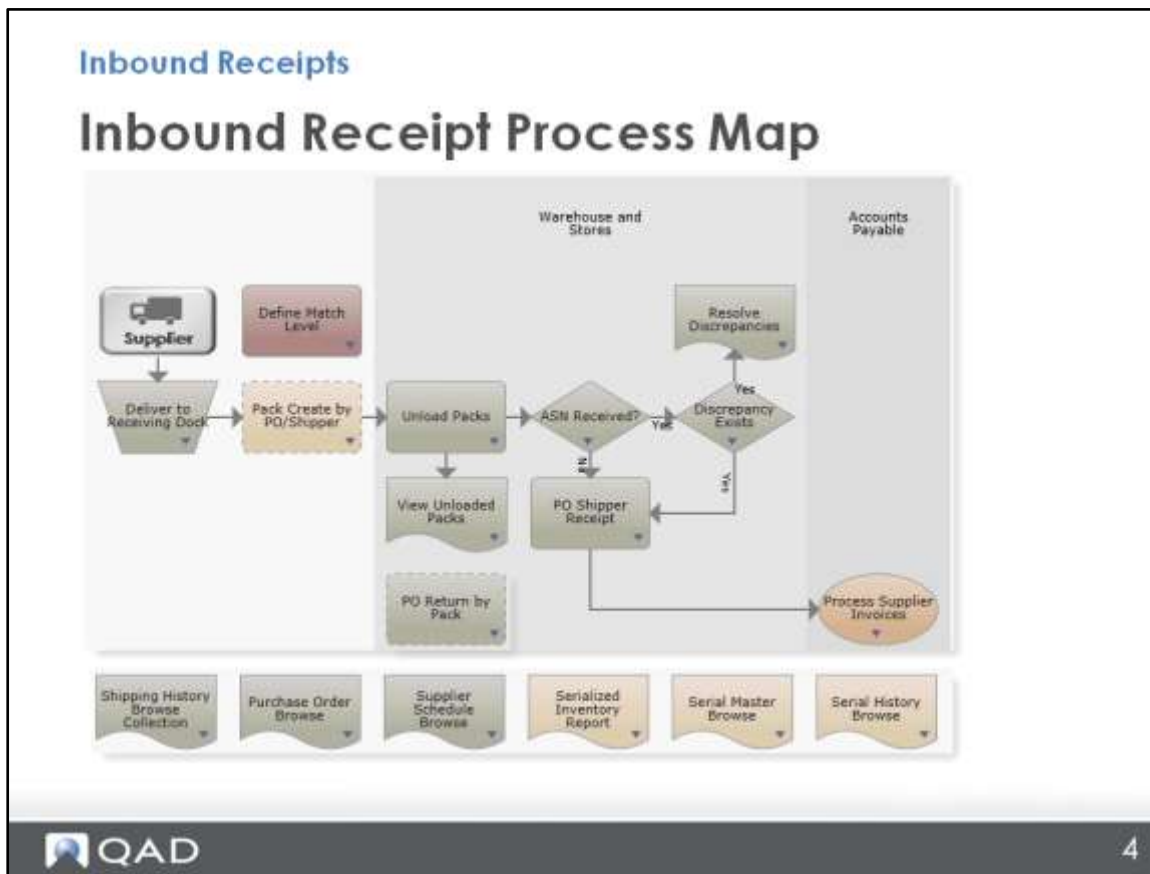 Inbound Receipts
Inbound Receipt Process Map
Warehouse and
Stores
Accounts
Payable
Supplier
Define Match
Level
Resolve
Discrepancies
Deliver to
Receiving Dock
Pack Create by
PO/Shipper
Unload Packs
ASN Received?
Yes
Discrepancy
Exists
Yes
No
Yes
View Unloaded
Packs
PO Shipper
Receipt
PO Return by
Pack
Process Supplier
Invoices
Shipping History
Browse
Collection
Purchase Order
Browse
Supplier
Schedule
Browse
Serialized
Inventory
Report
Serial Master
Browse
Serial History
Browse
QAD
4